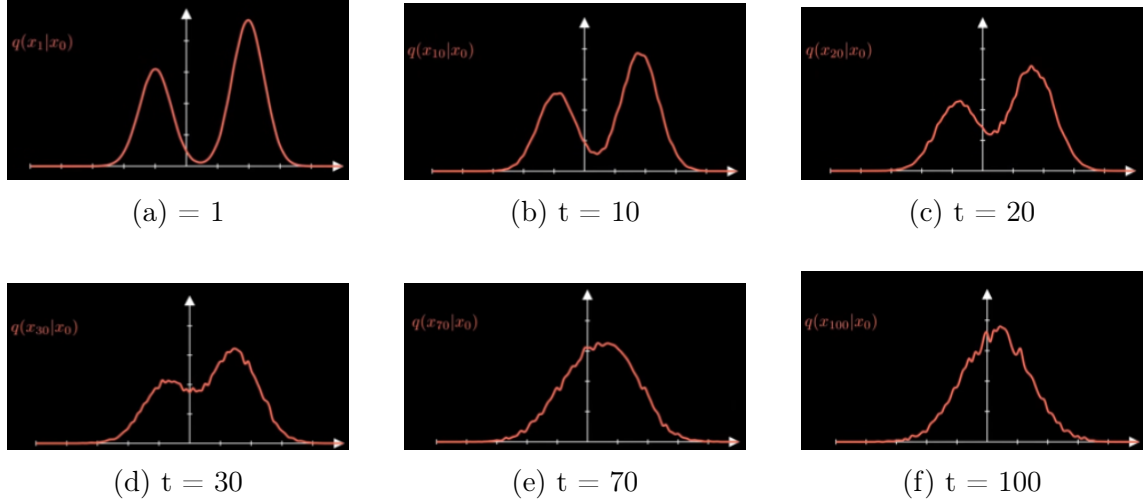 q(x₁|x₀)
q(x₁₀|x₀)
q(x₂₀|x₀)
(a) = 1
(b) t = 10
(c) t = 20
q(x₃₀|x₀)
q(x₇₀|x₀)
q(x₁₀₀|x₀)
(d) t = 30
(e) t = 70
(f) t = 100